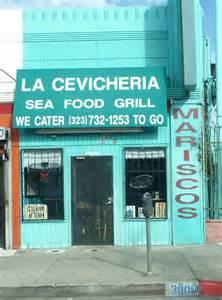 LA CEVICHERIA
SEA FOOD GRILL
WE CATER (323)732-1253 TO GO
MARISCOS